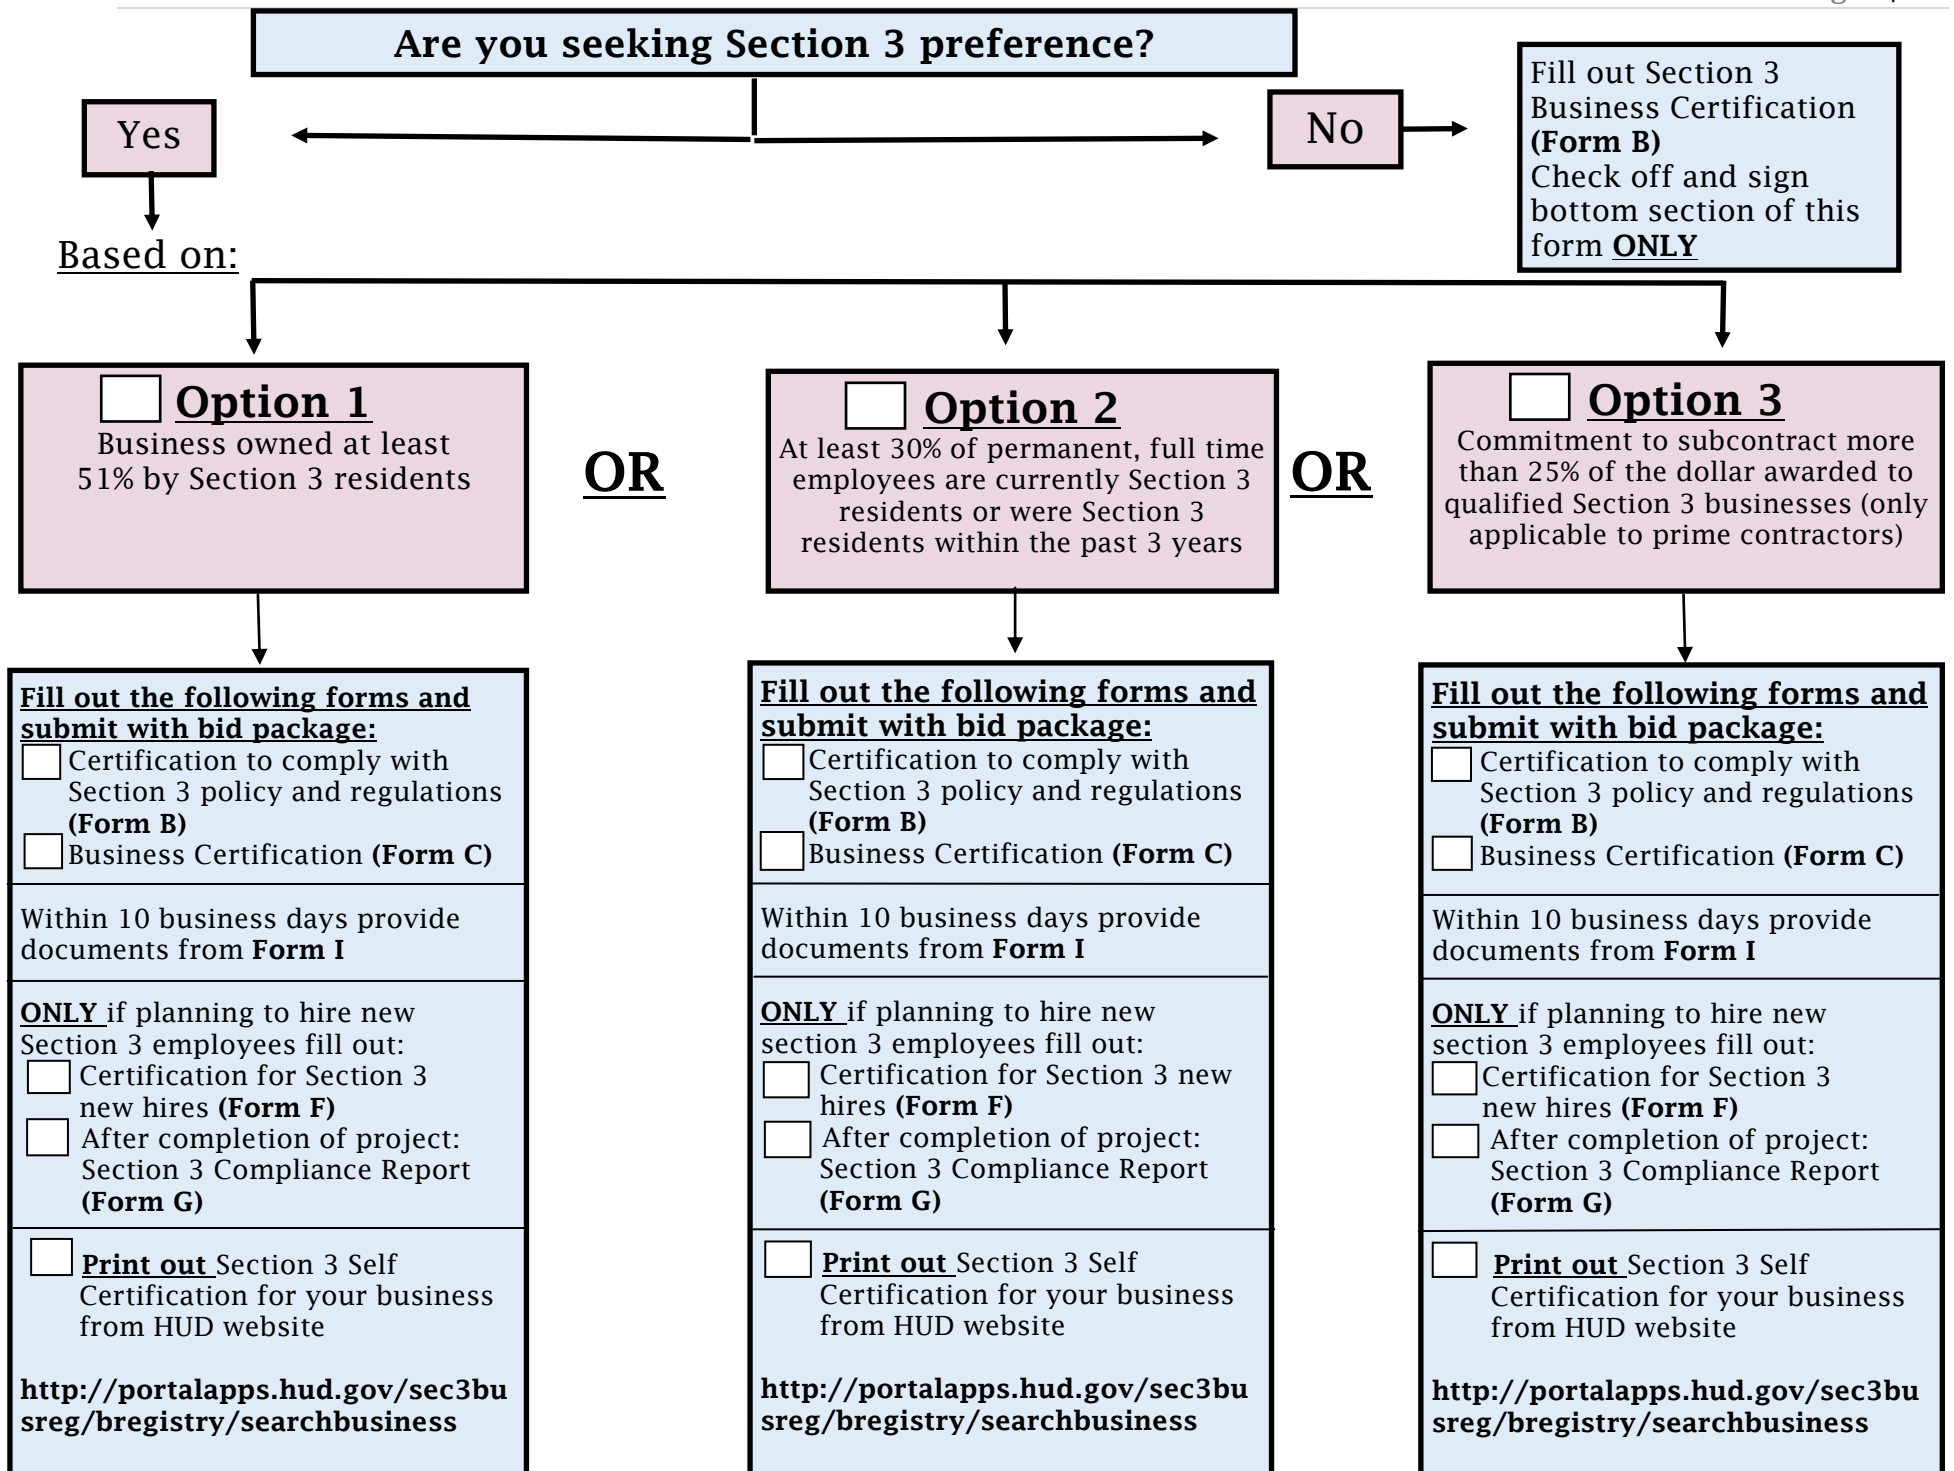 Are you seeking Section 3 preference?
Yes
No
Fill out Section 3
Business Certification
(Form B)
Check off and sign
bottom section of this
form ONLY
Based on:
Option 1
Business owned at least
51% by Section 3 residents
OR
Option 2
At least 30% of permanent, full time
employees are currently Section 3
residents or were Section 3
residents within the past 3 years
OR
Option 3
Commitment to subcontract more
than 25% of the dollar awarded to
qualified Section 3 businesses (only
applicable to prime contractors)
Fill out the following forms and
submit with bid package:
Certification to comply with
Section 3 policy and regulations
(Form B)
Business Certification (Form C)
Within 10 business days provide
documents from Form I
ONLY if planning to hire new
Section 3 employees fill out:
Certification for Section 3
new hires (Form F)
After completion of project:
Section 3 Compliance Report
(Form G)
Print out Section 3 Self
Certification for your business
from HUD website
http://portalapps.hud.gov/sec3bu
sreg/bregistry/searchbusiness
Fill out the following forms and
submit with bid package:
Certification to comply with
Section 3 policy and regulations
(Form B)
Business Certification (Form C)
Within 10 business days provide
documents from Form I
ONLY if planning to hire new
section 3 employees fill out:
Certification for Section 3 new
hires (Form F)
After completion of project:
Section 3 Compliance Report
(Form G)
Print out Section 3 Self
Certification for your business
from HUD website
http://portalapps.hud.gov/sec3bu
sreg/bregistry/searchbusiness
Fill out the following forms and
submit with bid package:
Certification to comply with
Section 3 policy and regulations
(Form B)
Business Certification (Form C)
Within 10 business days provide
documents from Form I
ONLY if planning to hire new
section 3 employees fill out:
Certification for Section 3
new hires (Form F)
After completion of project:
Section 3 Compliance Report
(Form G)
Print out Section 3 Self
Certification for your business
from HUD website
http://portalapps.hud.gov/sec3bu
sreg/bregistry/searchbusiness